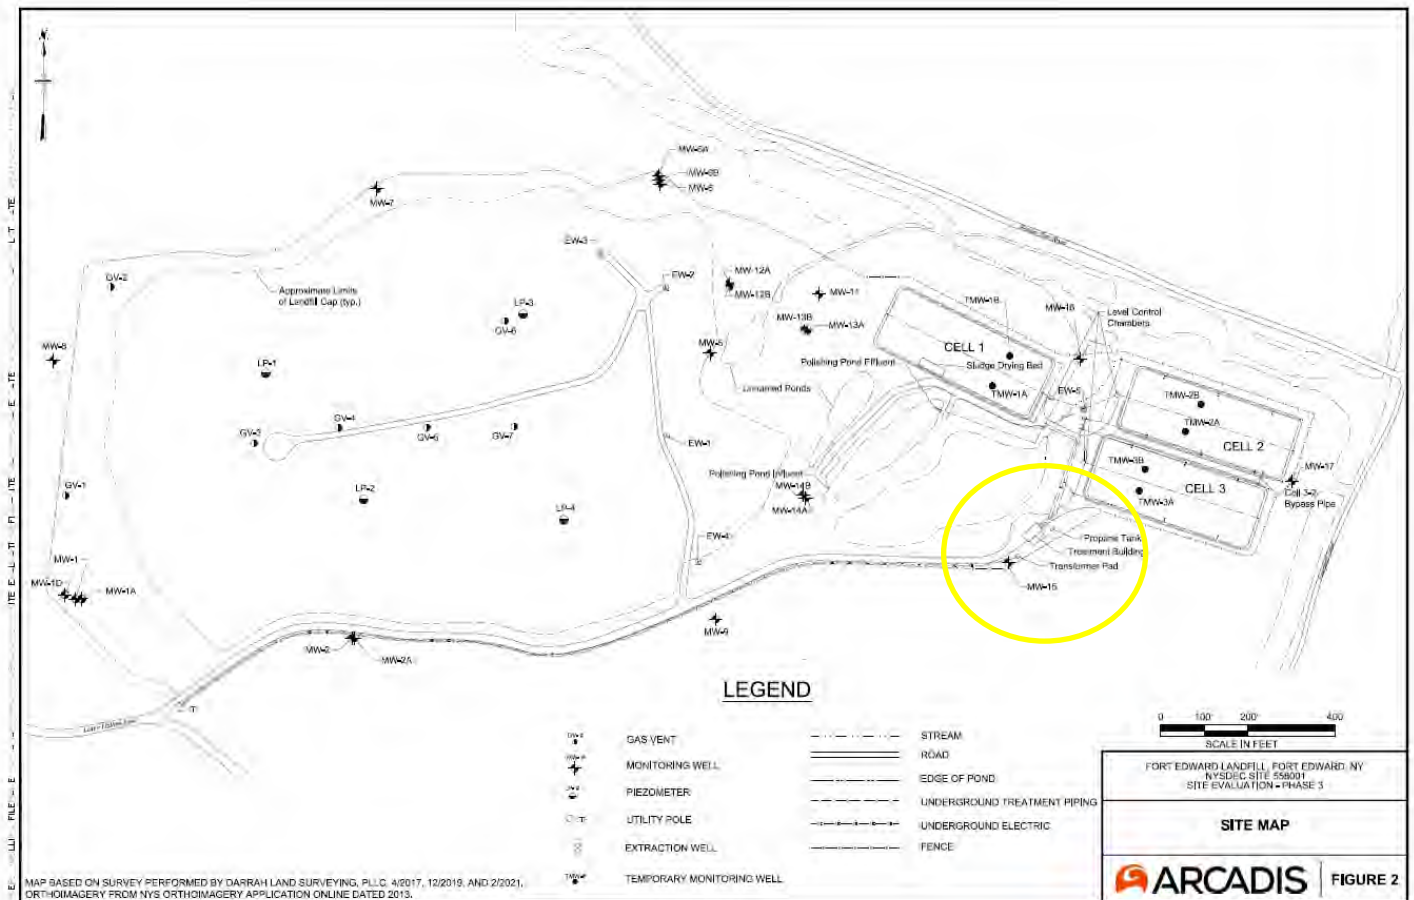 N
MW-6A
MW-6B
MW-6
MW-7
EW-3
EW-2
MW-12A
MW-12B
MW-11
GV-2
Approximate Limits
of Landfill Cap (typ.)
LP-3
GV-6
MW-13B
MW-13A
TMW-1B
MW-16
Level Control
Chambers
CELL 1
MW-8
MW-5
Polishing Pond Effluent
Sludge Drying Bed
LP-1
Unnamed Ponds
TMW-1A
EW-5
TMW-2B
GV-4
TMW-2A
GV-3
GV-5
GV-7
EW-1
CELL 2
TMW-3B
MW-17
Polishing Pond Influent
CELL 3
GV-1
LP-2
MW-14B
MW-14A
TMW-3A
Cell 3-2
Bypass Pipe
LP-4
EW-4
Propane Tank
Treatment Building
Transformer Pad
MW-1
MW-1D
MW-1A
MW-15
MW-9
MW-2
MW-2A
LEGEND
GAS VENT
MONITORING WELL
PIEZOMETER
UTILITY POLE
EXTRACTION WELL
TEMPORARY MONITORING WELL
STREAM
ROAD
EDGE OF POND
UNDERGROUND TREATMENT PIPING
UNDERGROUND ELECTRIC
FENCE
0 100 200 400
SCALE IN FEET
FORT EDWARD LANDFILL, FORT EDWARD, NY
NYSDEC SITE 558001
SITE EVALUATION - PHASE 3
SITE MAP
ARCADIS
FIGURE 2
MAP BASED ON SURVEY PERFORMED BY DARRAH LAND SURVEYING, PLLC, 4/2017, 12/2019, AND 2/2021.
ORTHOIMAGERY FROM NYS ORTHOIMAGERY APPLICATION ONLINE DATED 2013.